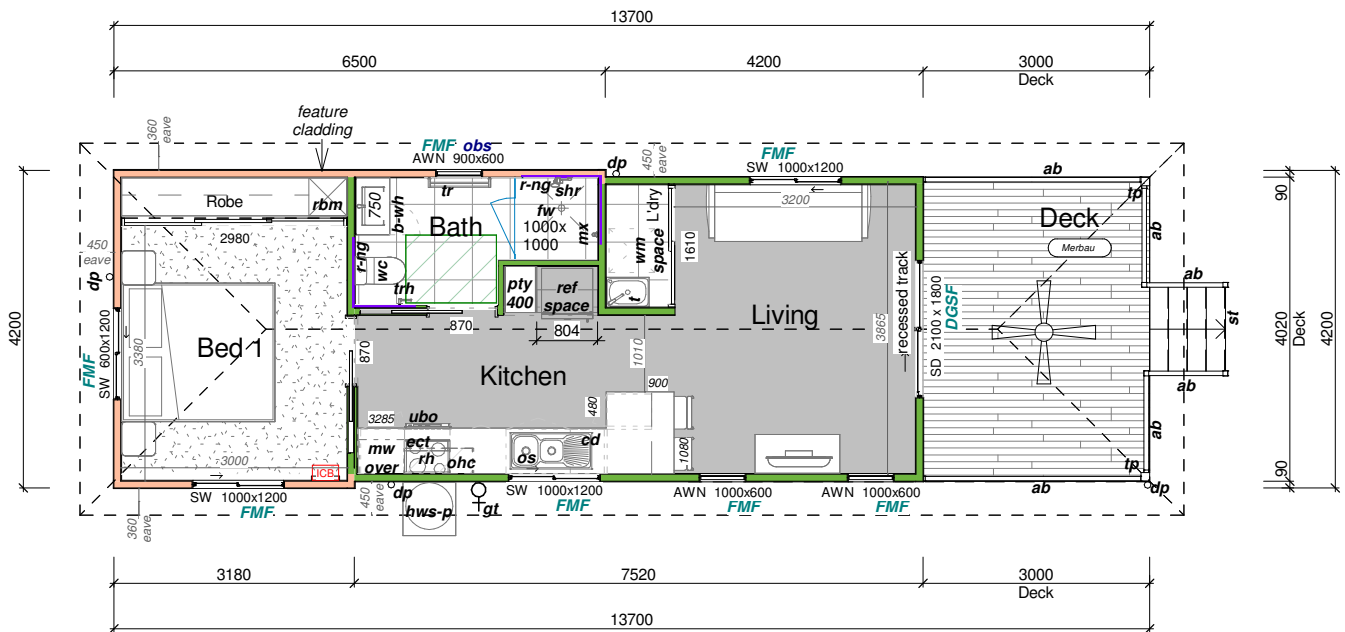 13700
6500
4200
3000
Deck
feature
cladding
360
eave
FMF obs
AWN 900x600
450
eave
dp
FMF
SW 1000x1200
ab
Robe
rbm
750
b-wh
tr
r-ng
shr
fw
1000x
1000
mx
Bath
wm
space
L'dry
3200
1610
Deck
Merbau
tp
ab
ab
90
4200
450
eave
dp
2980
r-ng
wc
trh
pty
400
ref
space
t
Living
3865
recessed track
SD 2100 x 1800
DGSF
st
4020
Deck
4200
FMF
SW 600x1200
3380
Bed 1
870
870
804
1010
Kitchen
900
480
1080
ab
ab
3285
ubo
mw
over
ect
rh
ohc
os
cd
3000
ICB
tp
90
SW 1000x1200
FMF
450
eave
dp
hws-p
gt
SW 1000x1200
FMF
AWN 1000x600
FMF
AWN 1000x600
FMF
ab
dp
360
eave
3180
7520
3000
Deck
13700